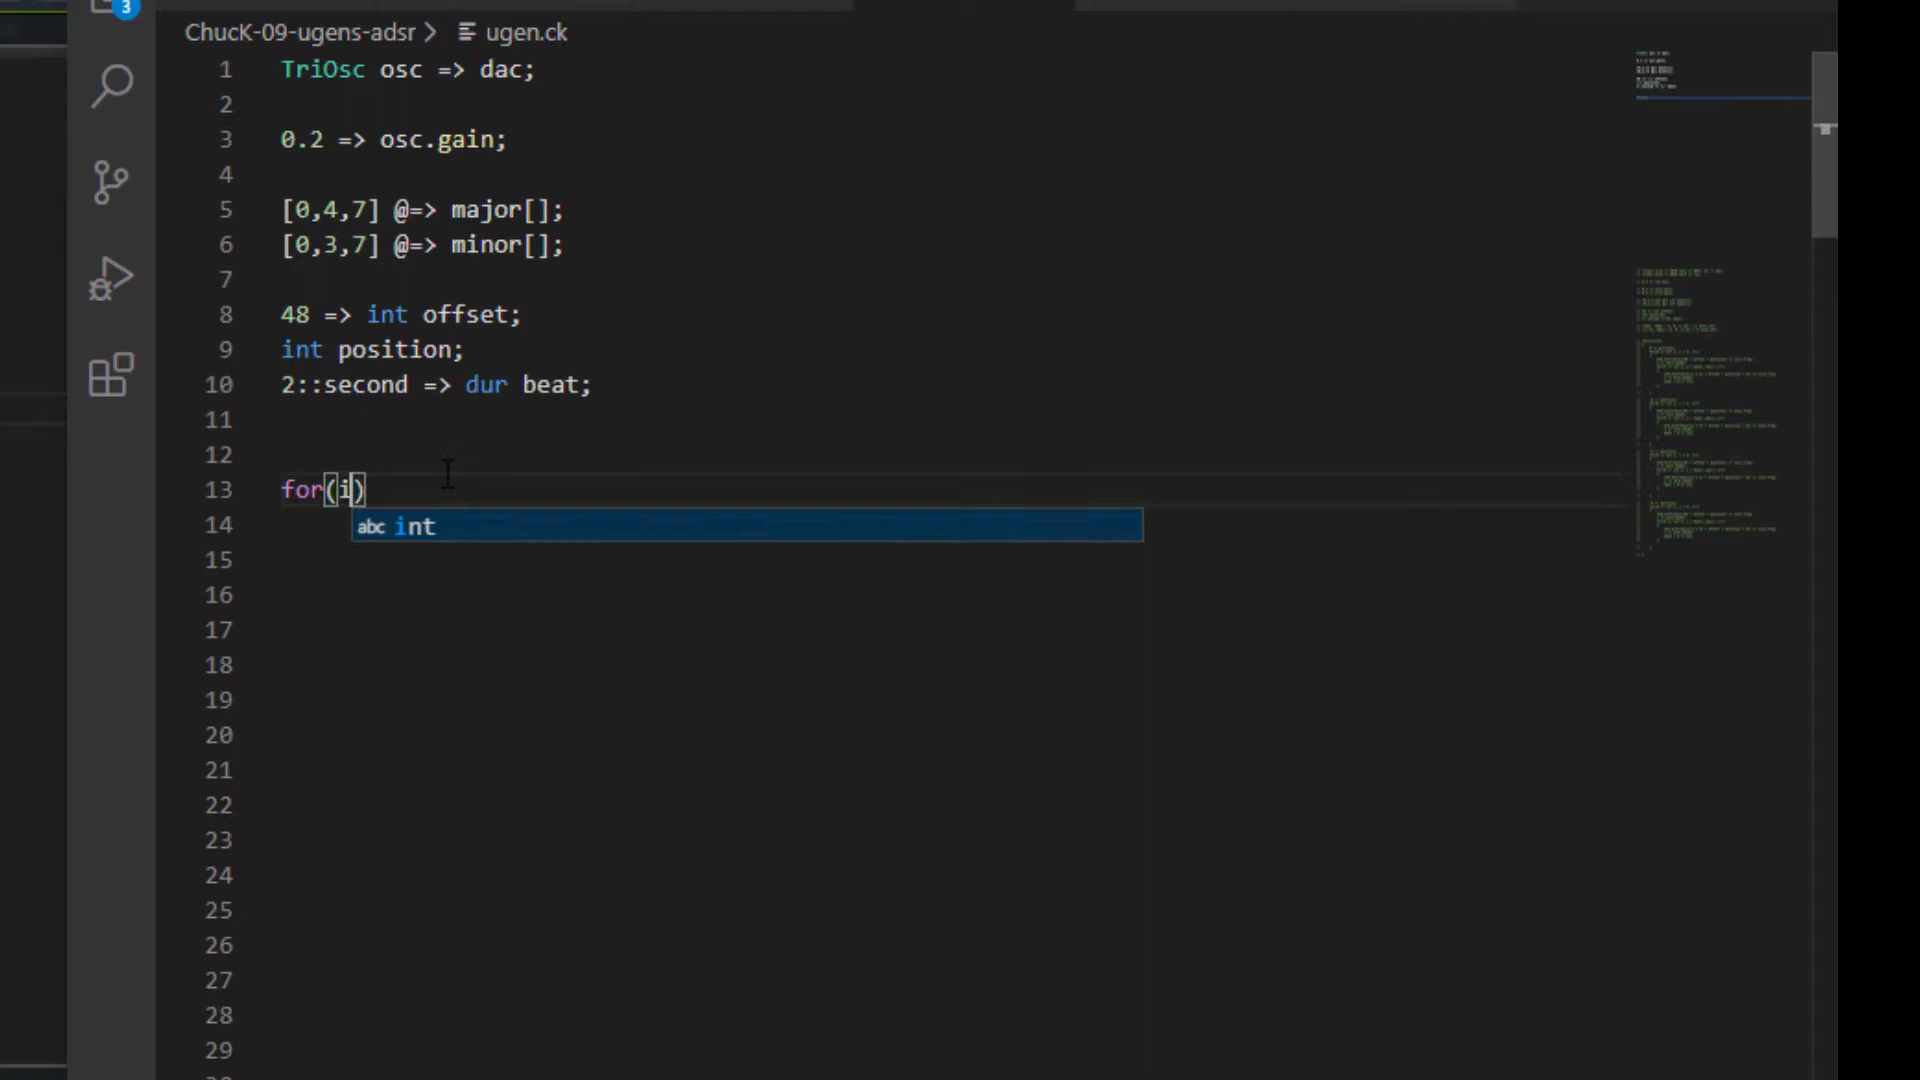 3
ChucK-09-ugens-adsr > ugen.ck
1 TriOsc osc => dac;
2
3 0.2 => osc.gain;
4
5 [0,4,7] @=> major[];
6 [0,3,7] @=> minor[];
7
8 48 => int offset;
9 int position;
10 2::second => dur beat;
11
12
13 for(i)
14 abc int
15
16
17
18
19
20
21
22
23
24
25
26
27
28
29